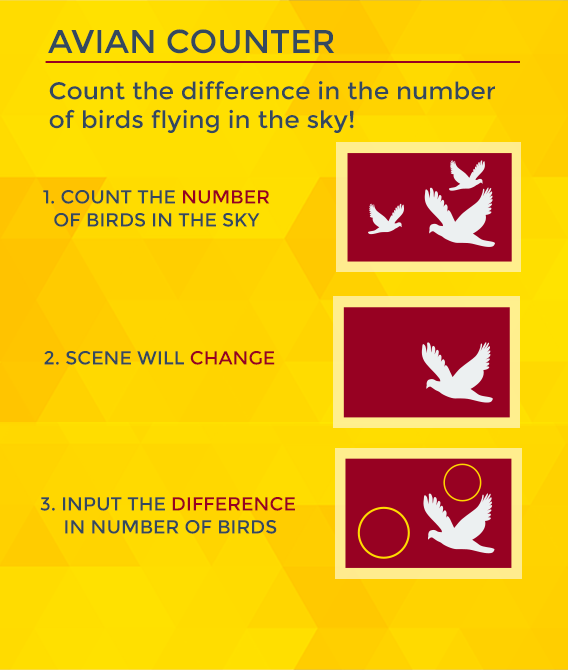 AVIAN COUNTER
Count the difference in the number
of birds flying in the sky!
1. COUNT THE NUMBER
OF BIRDS IN THE SKY
2. SCENE WILL CHANGE
3. INPUT THE DIFFERENCE
IN NUMBER OF BIRDS